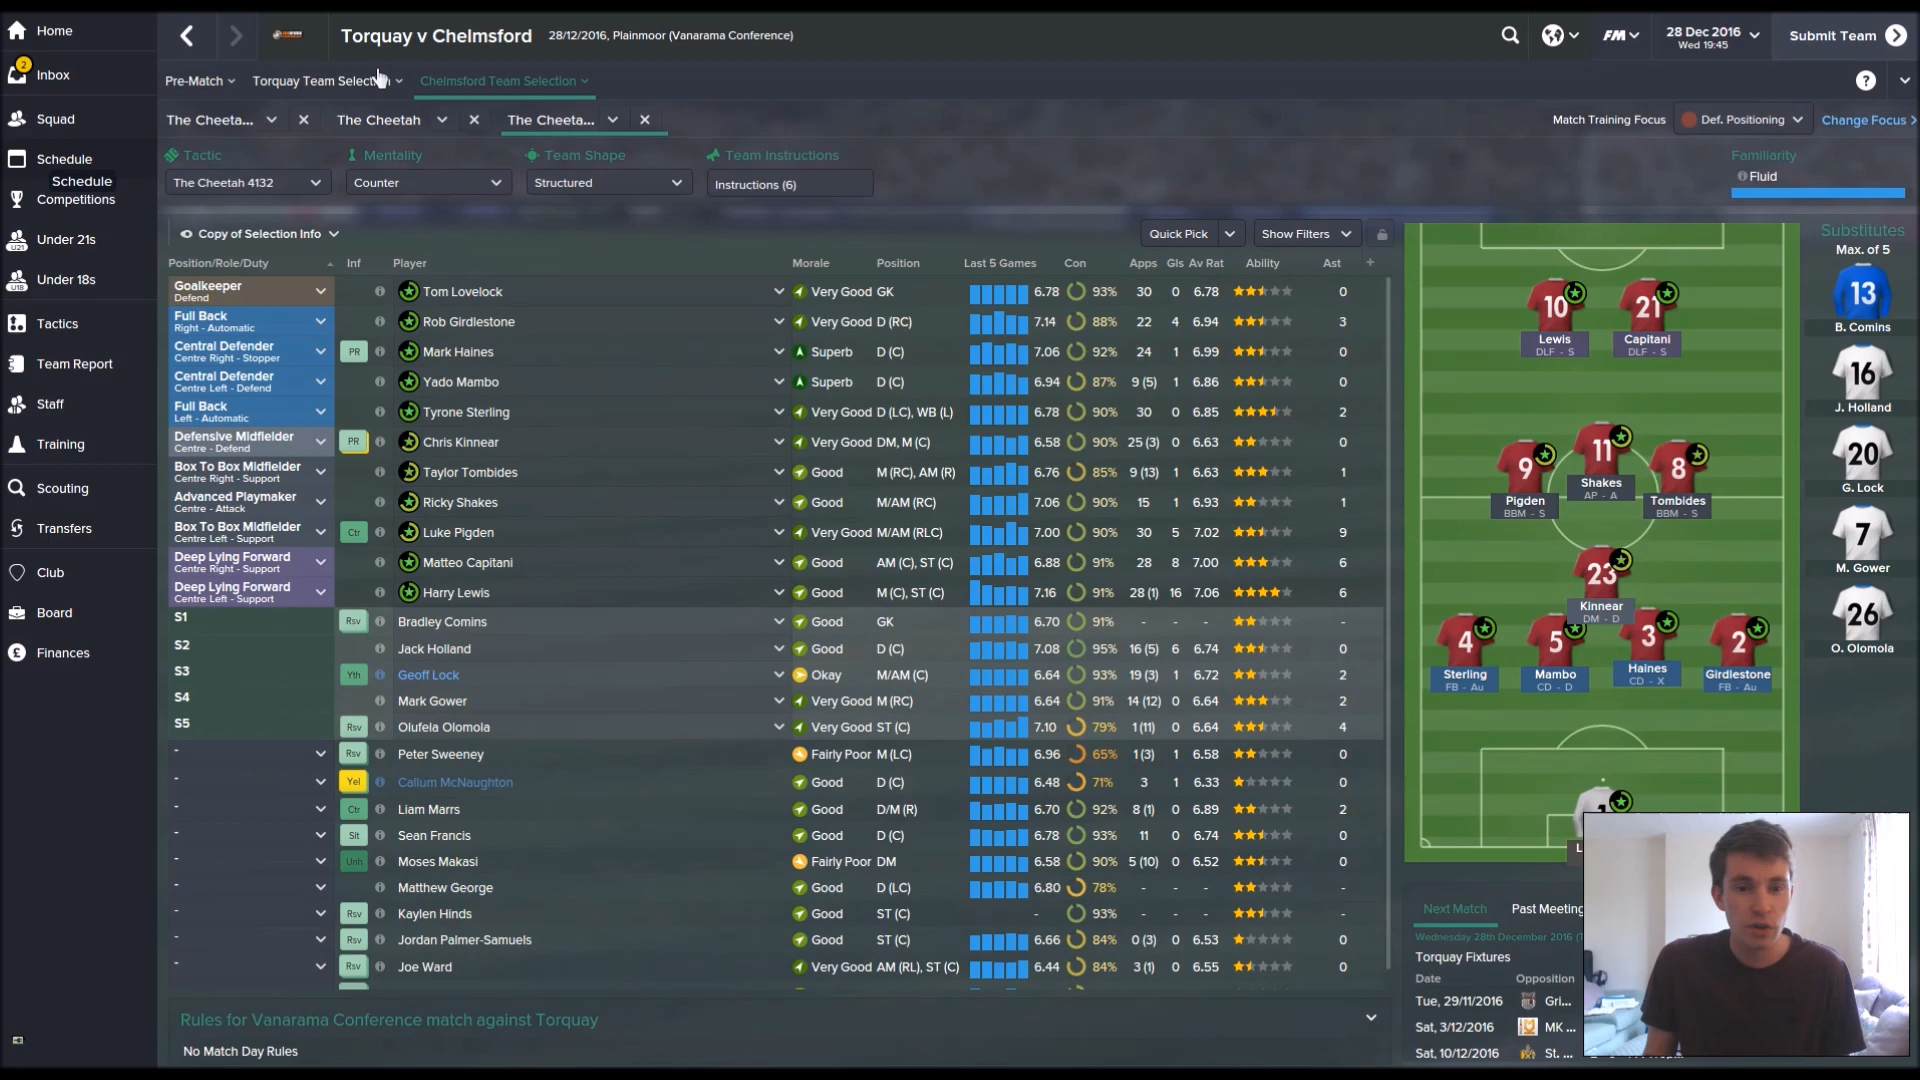 Home
2
Inbox
Squad
Schedule
Schedule
Competitions
Under 21s
Under 18s
Tactics
Team Report
Staff
Training
Scouting
Transfers
Club
Board
Finances
Torquay v Chelmsford 28/12/2016, Plainmoor (Vanarama Conference)
FM 28 Dec 2016 Wed 19:45 Submit Team
Pre-Match Torquay Team Selecti Chelmsford Team Selection
The Cheeta... The Cheetah The Cheeta... Match Training Focus Def. Positioning Change Focus >
Tactic Mentality Team Shape Team Instructions Familiarity
The Cheetah 4132 Counter Structured Instructions (6) Fluid
Copy of Selection Info Quick Pick Show Filters
Position/Role/Duty Inf Player Morale Position Last 5 Games Con Apps Gls Av Rat Ability Ast +
Goalkeeper Defend Tom Lovelock Very Good GK 6.78 93% 30 0 6.78 0
Full Back Right - Automatic Rob Girdlestone Very Good D (RC) 7.14 88% 22 4 6.94 3
Central Defender Centre Right - Stopper PR Mark Haines Superb D (C) 7.06 92% 24 1 6.99 0
Central Defender Centre Left - Defend Yado Mambo Superb D (C) 6.94 87% 9 (5) 1 6.86 0
Full Back Left - Automatic Tyrone Sterling Very Good D (LC), WB (L) 6.78 90% 30 0 6.85 2
Defensive Midfielder Centre - Defend PR Chris Kinnear Very Good DM, M (C) 6.58 90% 25 (3) 0 6.63 0
Box To Box Midfielder Centre Right - Support Taylor Tombides Good M (RC), AM (R) 6.76 85% 9 (13) 1 6.63 1
Advanced Playmaker Centre - Attack Ricky Shakes Good M/AM (RC) 7.06 90% 15 1 6.93 1
Box To Box Midfielder Centre Left - Support Ctr Luke Pigden Very Good M/AM (RLC) 7.00 90% 30 5 7.02 9
Deep Lying Forward Centre Right - Support Matteo Capitani Good AM (C), ST (C) 6.88 91% 28 8 7.00 6
Deep Lying Forward Centre Left - Support Harry Lewis Good M (C), ST (C) 7.16 91% 28 (1) 16 7.06 6
S1 Rsv Bradley Comins Good GK 6.70 91% - - - -
S2 Jack Holland Good D (C) 7.08 95% 16 (5) 6 6.74 2
S3 Yth Geoff Lock Okay M/AM (C) 6.64 93% 19 (3) 1 6.72 2
S4 Mark Gower Very Good M (RC) 6.64 91% 14 (12) 0 6.64 2
S5 Rsv Olufela Olomola Very Good ST (C) 7.10 79% 1 (11) 0 6.64 4
- Rsv Peter Sweeney Fairly Poor M (LC) 6.96 65% 1 (3) 1 6.58 0
- Yel Callum McNaughton Good D (C) 6.48 71% 3 1 6.33 0
- Ctr Liam Marrs Good D/M (R) 6.70 92% 8 (1) 0 6.89 2
- Slt Sean Francis Good D (C) 6.78 93% 11 0 6.74 0
- Unh Moses Makasi Fairly Poor DM 6.58 90% 5 (10) 0 6.52 0
- Matthew George Good D (LC) 6.80 78% - - - -
- Rsv Kaylen Hinds Good ST (C) - 93% - - - -
- Rsv Jordan Palmer-Samuels Good ST (C) 6.66 84% 0 (3) 0 6.53 0
- Rsv Joe Ward Very Good AM (RL), ST (C) 6.44 84% 3 (1) 0 6.55 0
Rules for Vanarama Conference match against Torquay
No Match Day Rules
10 Lewis DLF - S
21 Capitani DLF - S
9 Pigden BBM - S
11 Shakes AP - A
8 Tombides BBM - S
23 Kinnear DM - D
4 Sterling FB - Au
5 Mambo CD - D
3 Haines CD - X
2 Girdlestone FB - Au
Substitutes
Max. of 5
13
B. Comins
16
J. Holland
20
G. Lock
7
M. Gower
26
O. Olomola
Next Match Past Meeting
Wednesday 28th December 2016
Torquay Fixtures
Date Opposition
Tue, 29/11/2016 Gri...
Sat, 3/12/2016 MK ...
Sat, 10/12/2016 St. ...